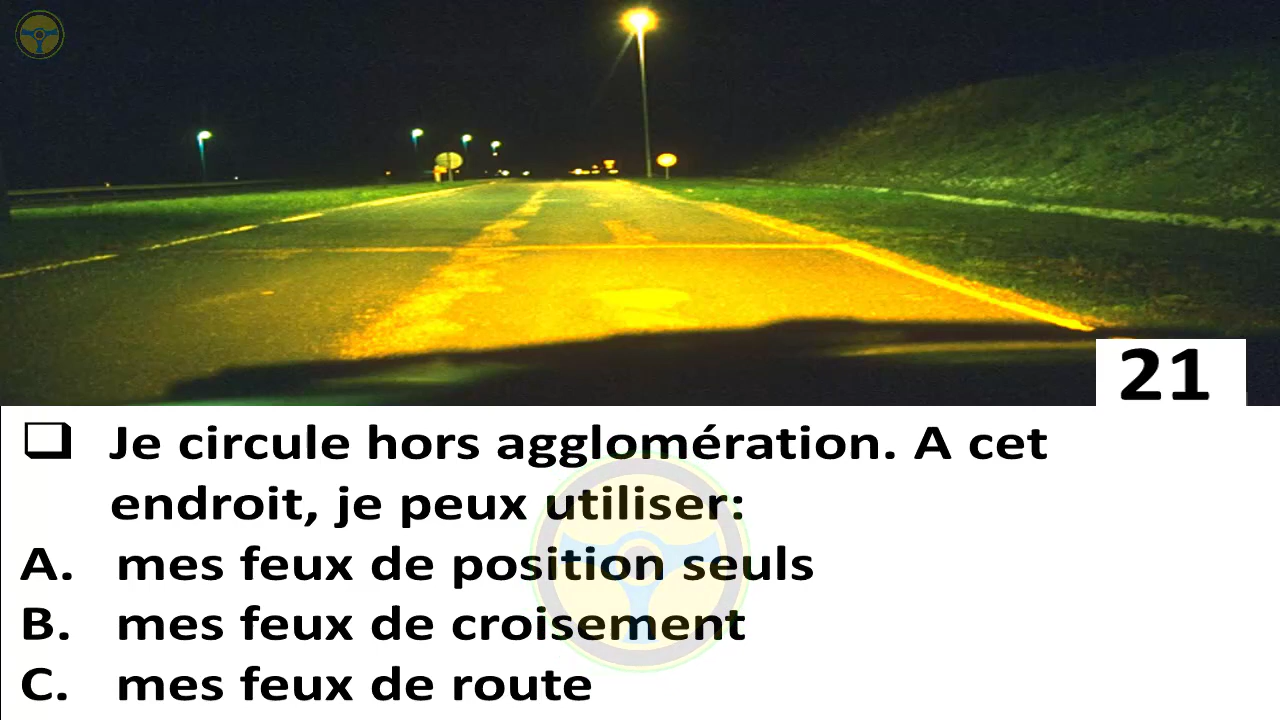 21
❑ Je circule hors agglomération. A cet
endroit, je peux utiliser:
A. mes feux de position seuls
B. mes feux de croisement
C. mes feux de route